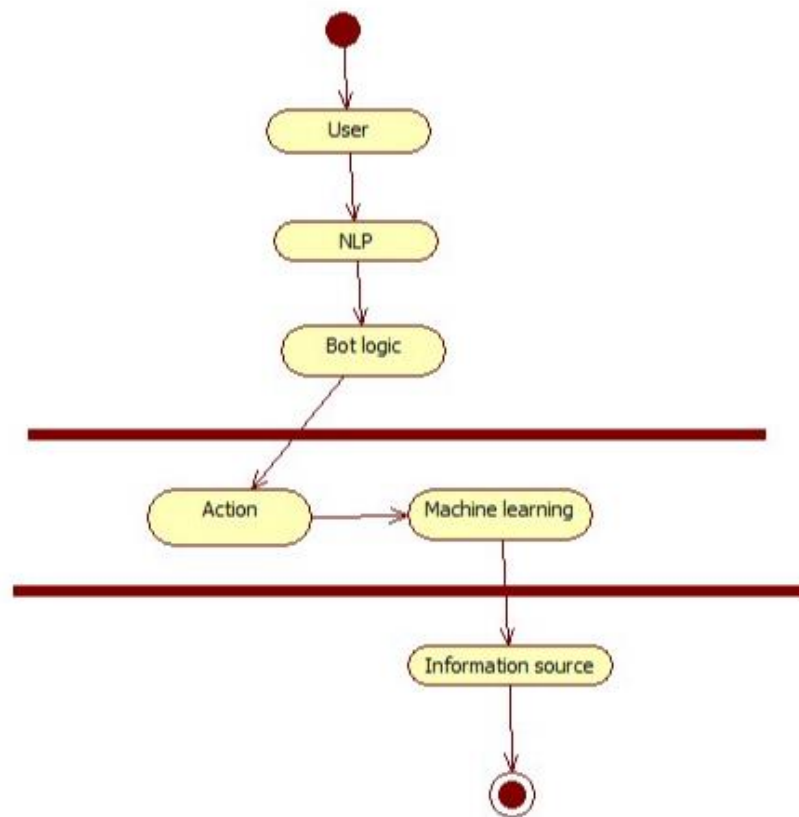 User
NLP
Bot logic
Action
Machine learning
Information source